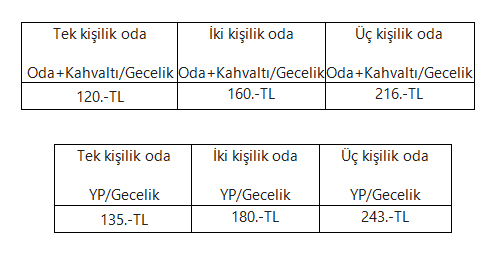 Tek kişilik oda İki kişilik oda Üç kişilik oda
Oda+Kahvaltı/Gecelik Oda+Kahvaltı/Gecelik Oda+Kahvaltı/Gecelik
120.-TL 160.-TL 216.-TL
Tek kişilik oda İki kişilik oda Üç kişilik oda
YP/Gecelik YP/Gecelik YP/Gecelik
135.-TL 180.-TL 243.-TL